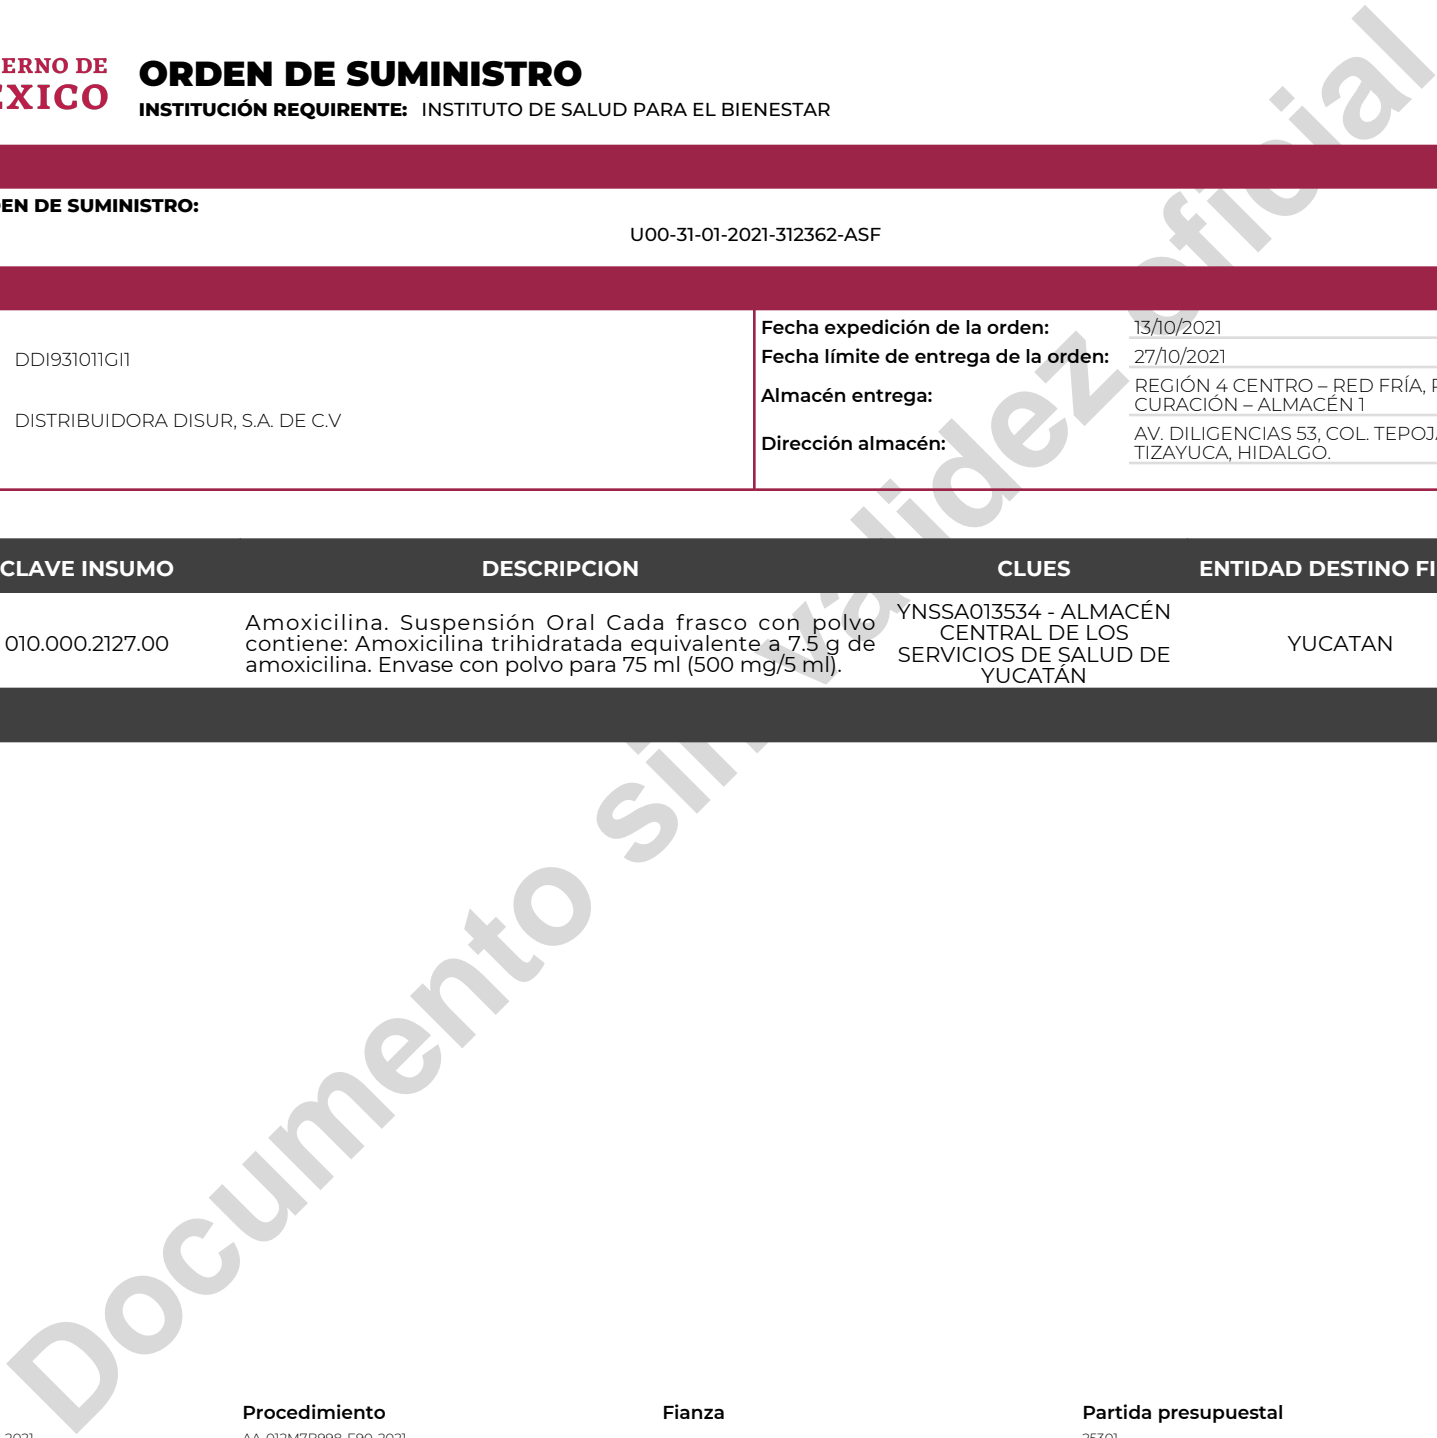 ERNO DE
ORDEN DE SUMINISTRO
INSTITUCIÓN REQUIRENTE: INSTITUTO DE SALUD PARA EL BIENESTAR
EN DE SUMINISTRO:
U00-31-01-2021-312362-ASF
DDI931011GI1
DISTRIBUIDORA DISUR, S.A. DE C.V
Fecha expedición de la orden: 13/10/2021
Fecha límite de entrega de la orden: 27/10/2021
Almacén entrega: REGIÓN 4 CENTRO – RED FRÍA,
CURACIÓN – ALMACÉN 1
Dirección almacén: AV. DILIGENCIAS 53, COL. TEPOJ
TIZAYUCA, HIDALGO.
CLAVE INSUMO DESCRIPCION CLUES ENTIDAD DESTINO FI
010.000.2127.00
Amoxicilina. Suspensión Oral Cada frasco con polvo
contiene: Amoxicilina trihidratada equivalente a 7.5 g de
amoxicilina. Envase con polvo para 75 ml (500 mg/5 ml).
YNSSA013534 - ALMACÉN
CENTRAL DE LOS
SERVICIOS DE SALUD DE
YUCATÁN
YUCATAN
Documento sin validez oficial
Procedimiento Fianza Partida presupuestal